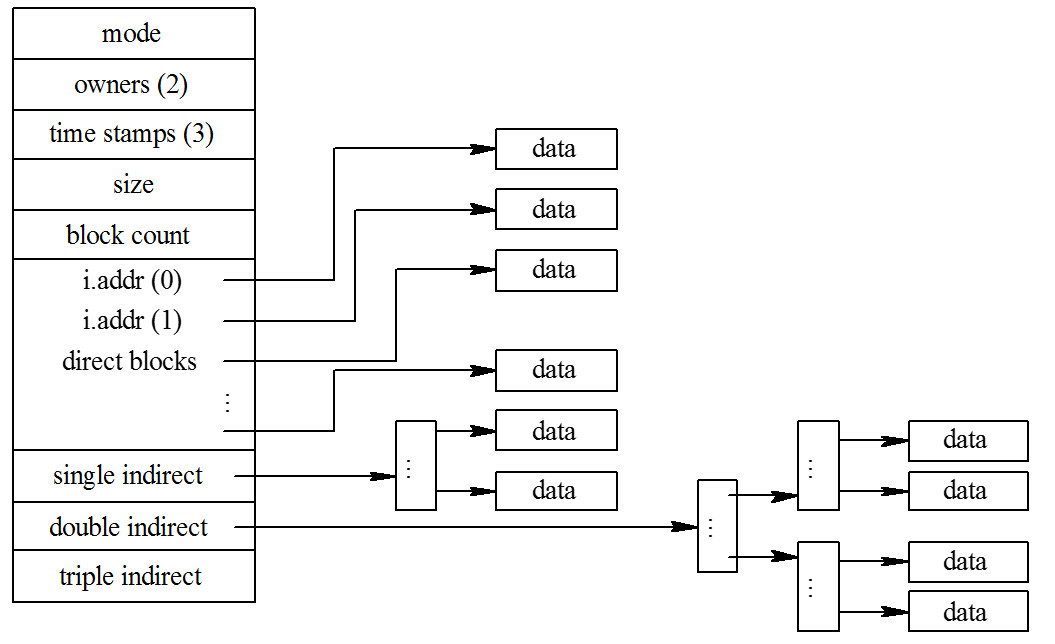 mode
owners (2)
time stamps (3)
size
block count
i.addr (0)
i.addr (1)
direct blocks
⋮
single indirect
double indirect
triple indirect
data
data
data
data
⋮
data
data
⋮
⋮
data
data
⋮
data
data